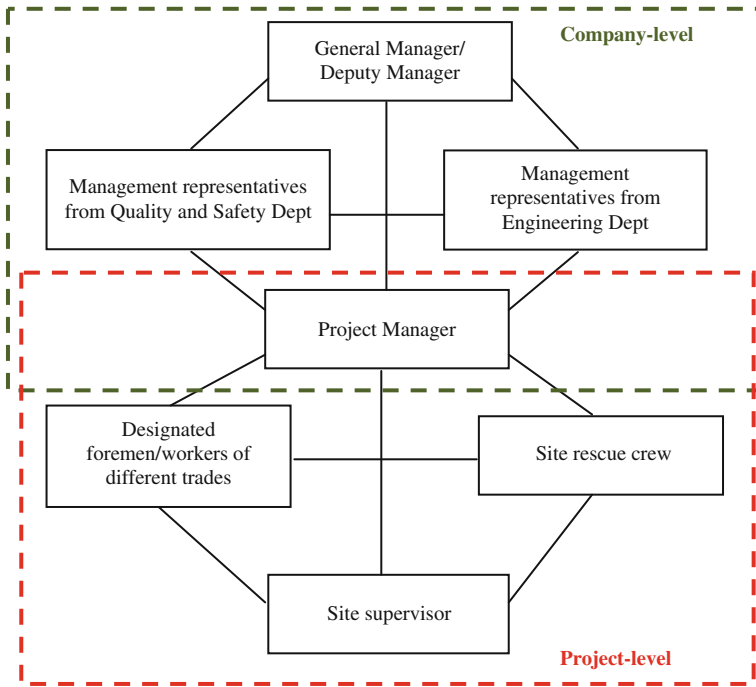 Company-level
General Manager/
Deputy Manager
Management representatives
from Quality and Safety Dept
Management
representatives from
Engineering Dept
Project Manager
Designated
foremen/workers of
different trades
Site rescue crew
Site supervisor
Project-level